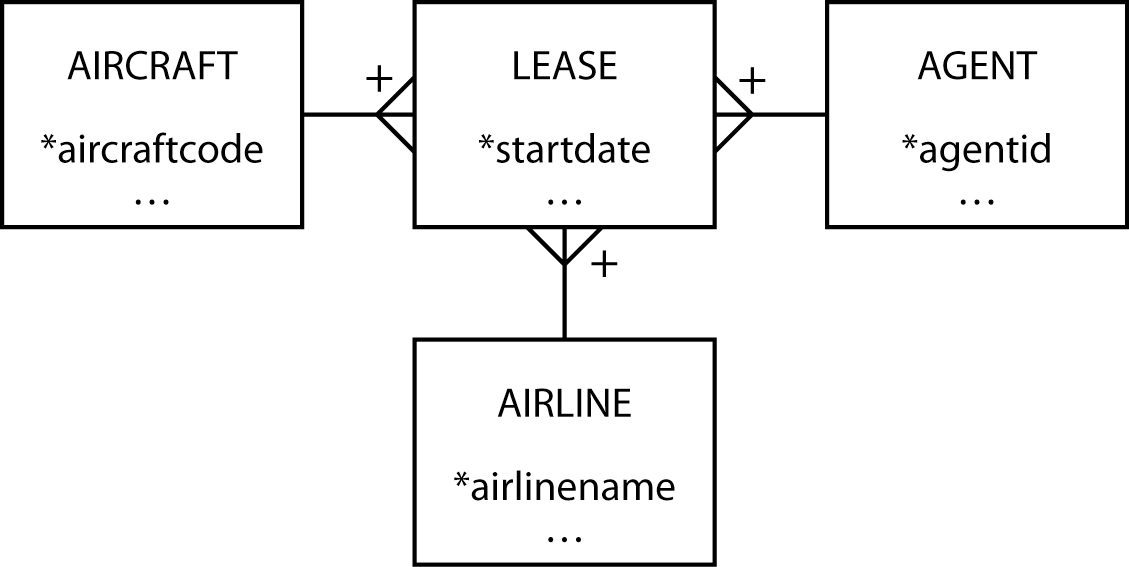 AIRCRAFT
*aircraftcode
...
+
LEASE
*startdate
...
+
AGENT
*agentid
...
+
AIRLINE
*airlinename
...